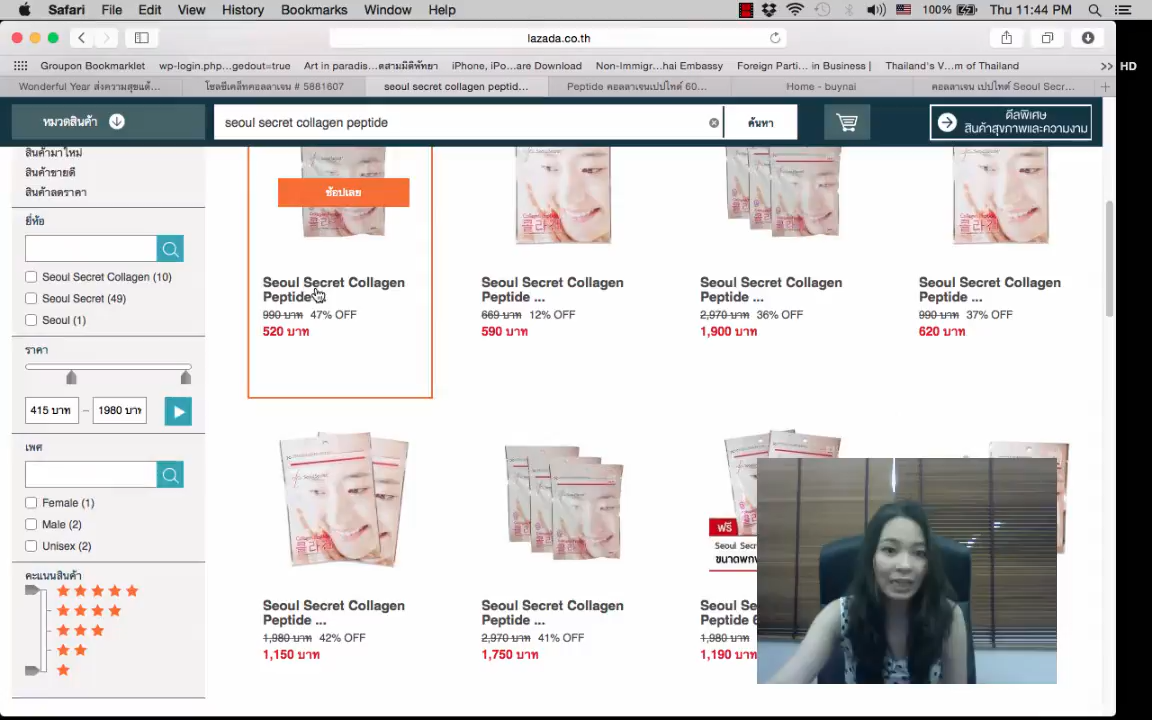 Safari File Edit View History Bookmarks Window Help
100% Thu 11:44 PM
lazada.co.th
HD
Groupon Bookmarklet wp-login.php...gedout=true Art in paradis...ตสามมิติพัทยา iPhone, iPo...are Download Non-Immigr...hai Embassy Foreign Parti... in Business | Thailand's V...m of Thailand
Wonderful Year ส่งความสุขแด่... โซลซีเคล็ทคอลลาเจน # 5881607 seoul secret collagen peptid... Peptide คอลลาเจนเปปไทด์ 60... Home - buynai คอลลาเจน เปปไทด์ Seoul Secr...
หมวดสินค้า seoul secret collagen peptide ค้นหา
ดีลพิเศษ
สินค้าสุขภาพและความงาม
สินค้ามาใหม่
สินค้าขายดี
สินค้าลดราคา
ยี่ห้อ
Seoul Secret Collagen (10)
Seoul Secret (49)
Seoul (1)
ราคา
415 บาท – 1980 บาท
เพศ
Female (1)
Male (2)
Unisex (2)
คะแนนสินค้า
ช้อปเลย
Seoul Secret Collagen
Peptide
990 บาท 47% OFF
520 บาท
Seoul Secret Collagen
Peptide ...
669 บาท 12% OFF
590 บาท
Seoul Secret Collagen
Peptide ...
2,970 บาท 36% OFF
1,900 บาท
Seoul Secret Collagen
Peptide ...
990 บาท 37% OFF
620 บาท
콜라겐
Seoul Secret Collagen
Peptide ...
1,980 บาท 42% OFF
1,150 บาท
Seoul Secret Collagen
Peptide ...
2,970 บาท 41% OFF
1,750 บาท
ฟรี
Seoul Sec
ขนาดพกพ
Seoul S
Peptide 6
1,980 บาท
1,190 บาท